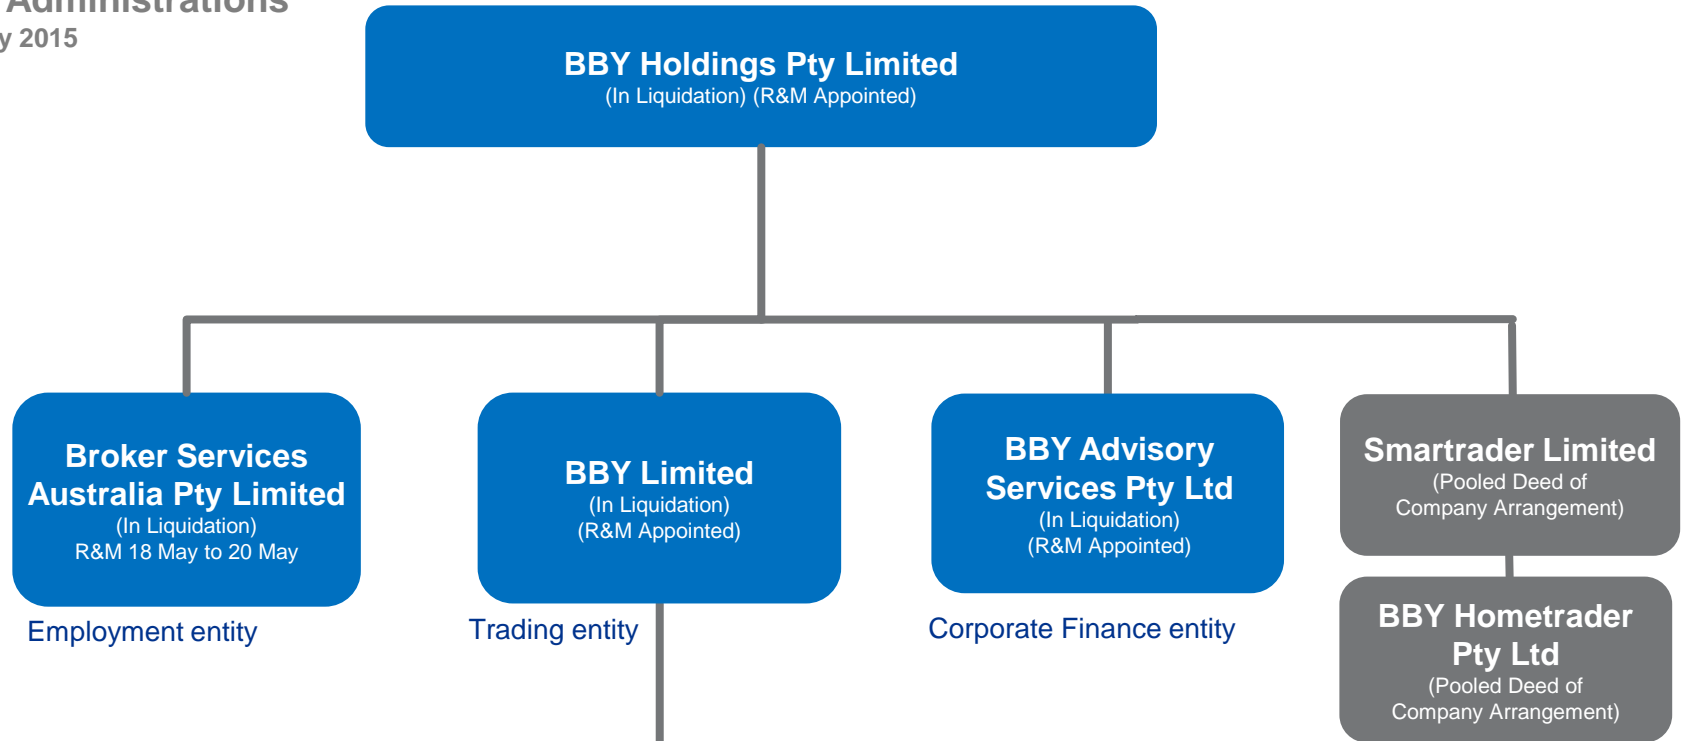 Administrations
y 2015
BBY Holdings Pty Limited
(In Liquidation) (R&M Appointed)
Broker Services
Australia Pty Limited
(In Liquidation)
R&M 18 May to 20 May
Employment entity
BBY Limited
(In Liquidation)
(R&M Appointed)
Trading entity
BBY Advisory
Services Pty Ltd
(In Liquidation)
(R&M Appointed)
Corporate Finance entity
Smartrader Limited
(Pooled Deed of
Company Arrangement)
BBY Hometrader
Pty Ltd
(Pooled Deed of
Company Arrangement)